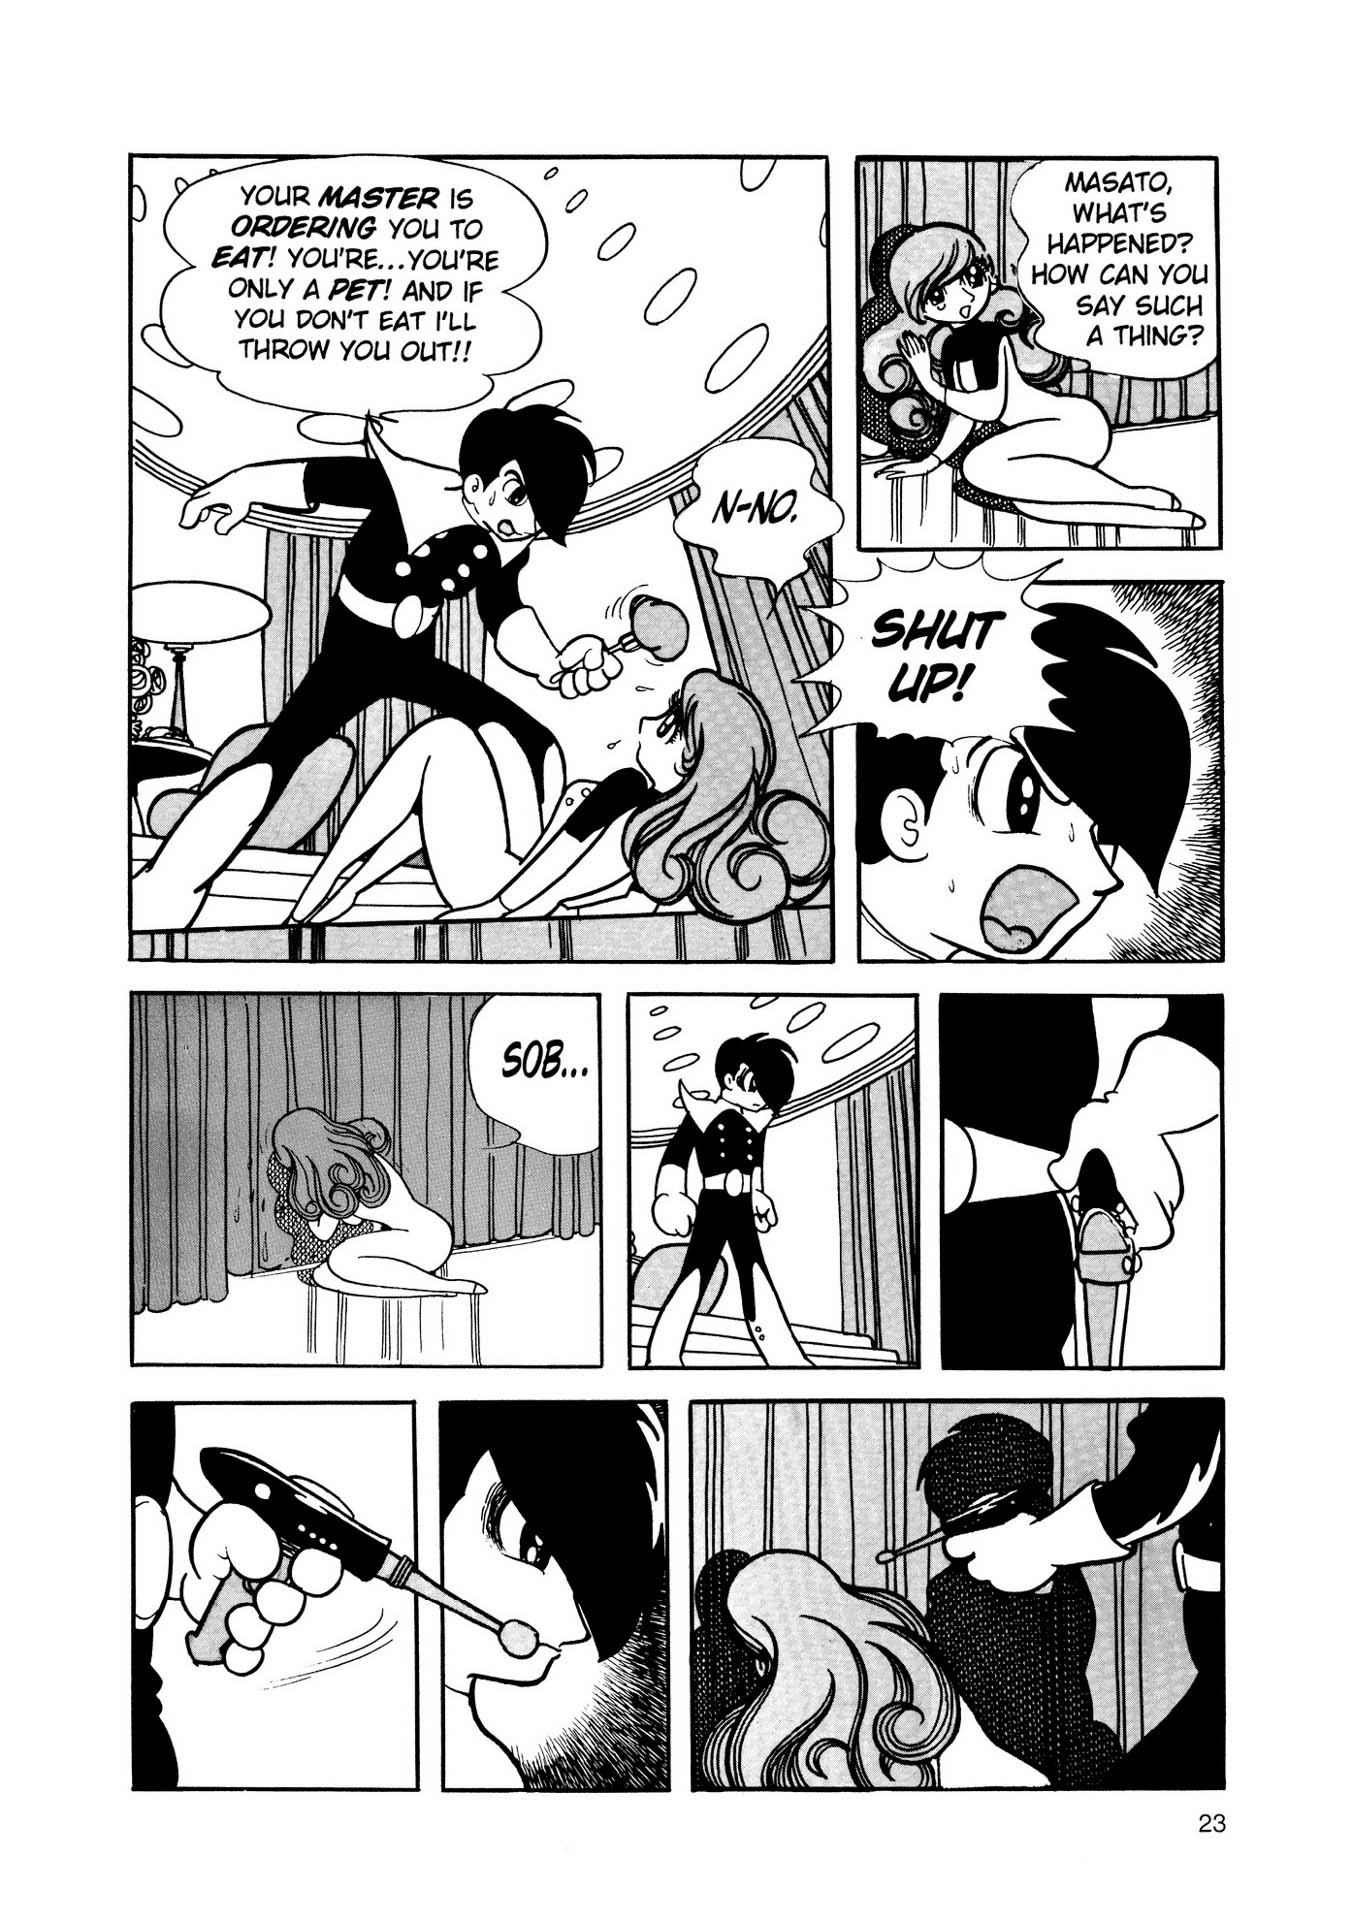 YOUR MASTER IS
ORDERING YOU TO
EAT! YOU'RE...YOU'RE
ONLY A PET! AND IF
YOU DON'T EAT I'LL
THROW YOU OUT!!
N-NO.
MASATO,
WHAT'S
HAPPENED?
HOW CAN YOU
SAY SUCH
A THING?
SHUT
UP!
SOB...
23